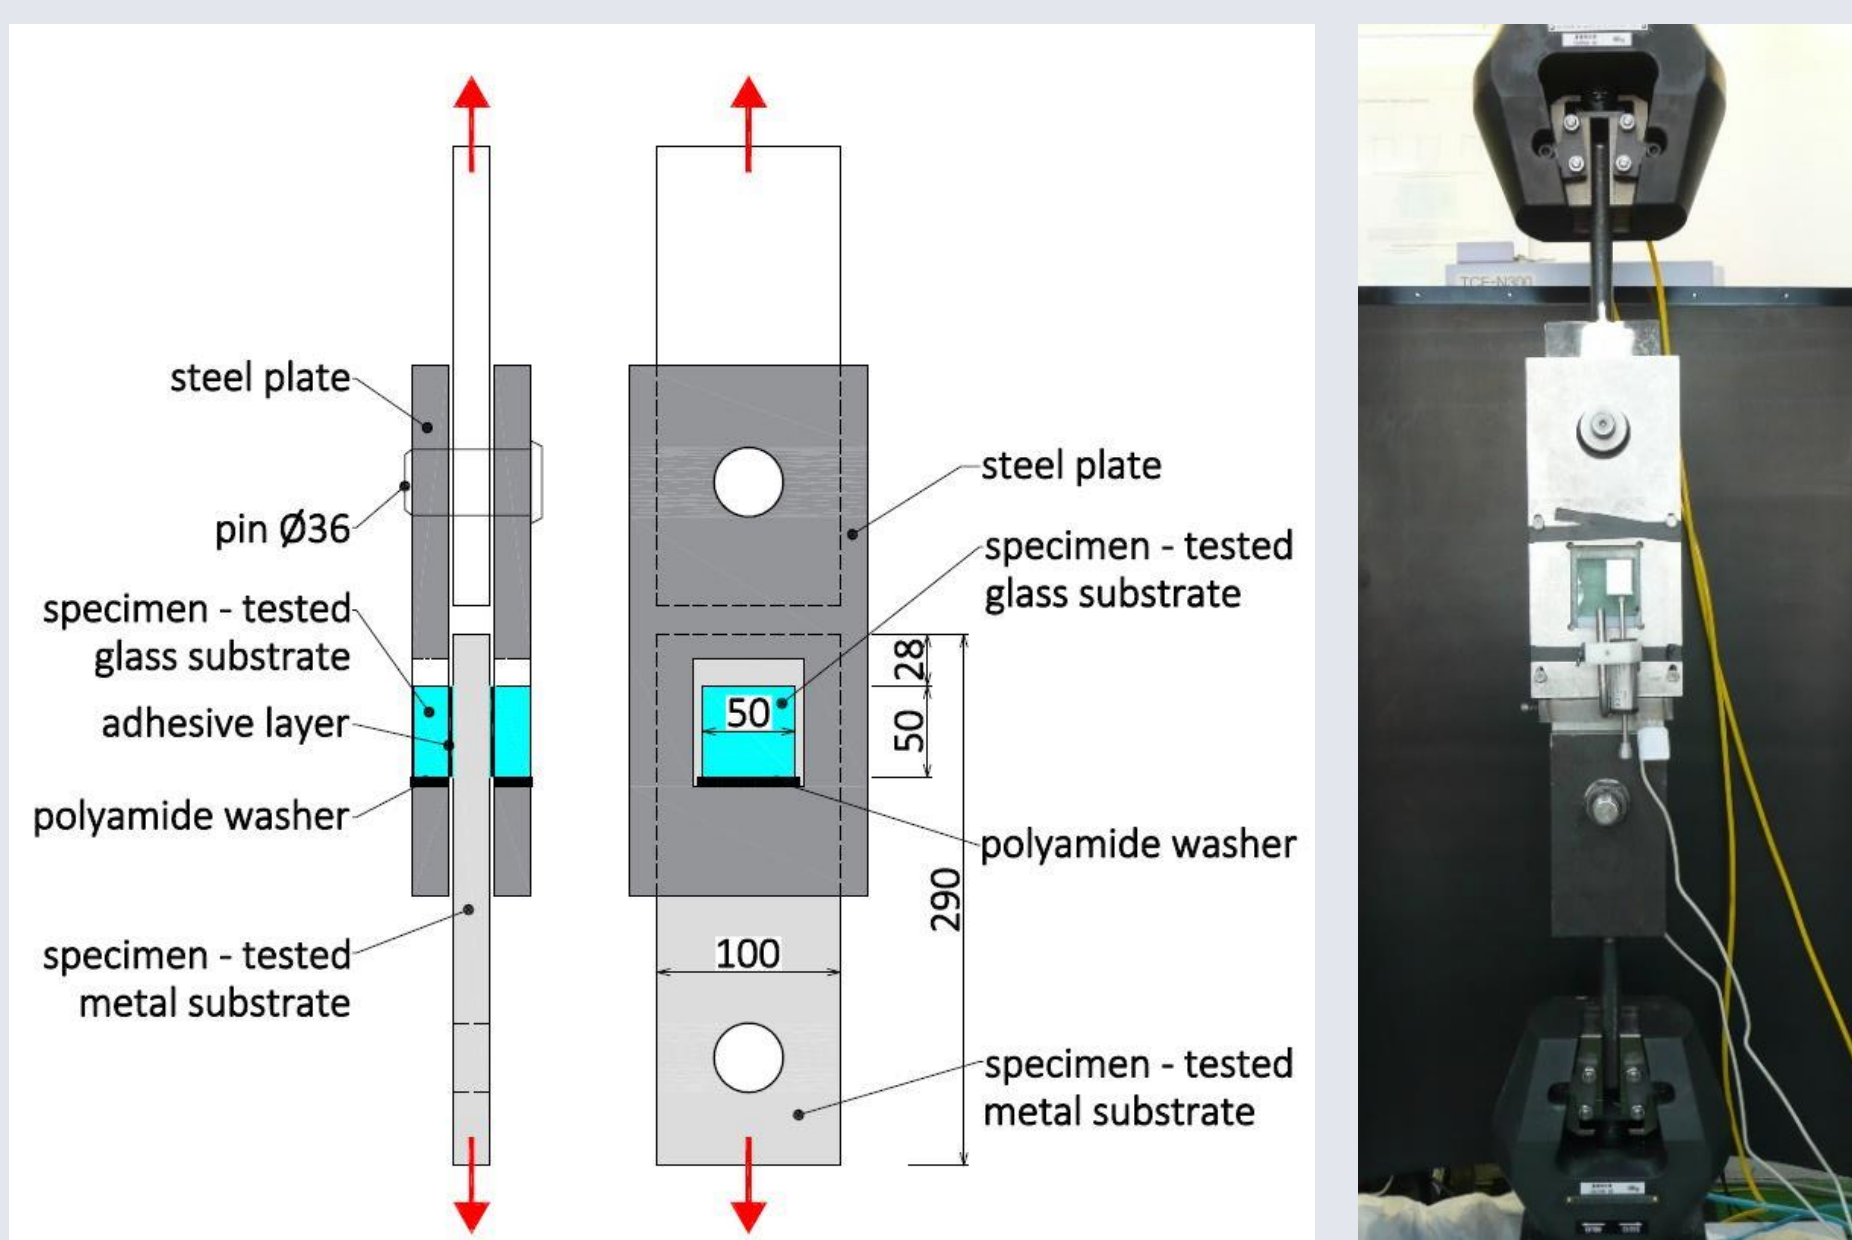 steel plate
pin Ø36
specimen - tested
glass substrate
adhesive layer
polyamide washer
specimen - tested
metal substrate
steel plate
specimen - tested
glass substrate
28
50
50
polyamide washer
290
100
specimen - tested
metal substrate
TCE-N300